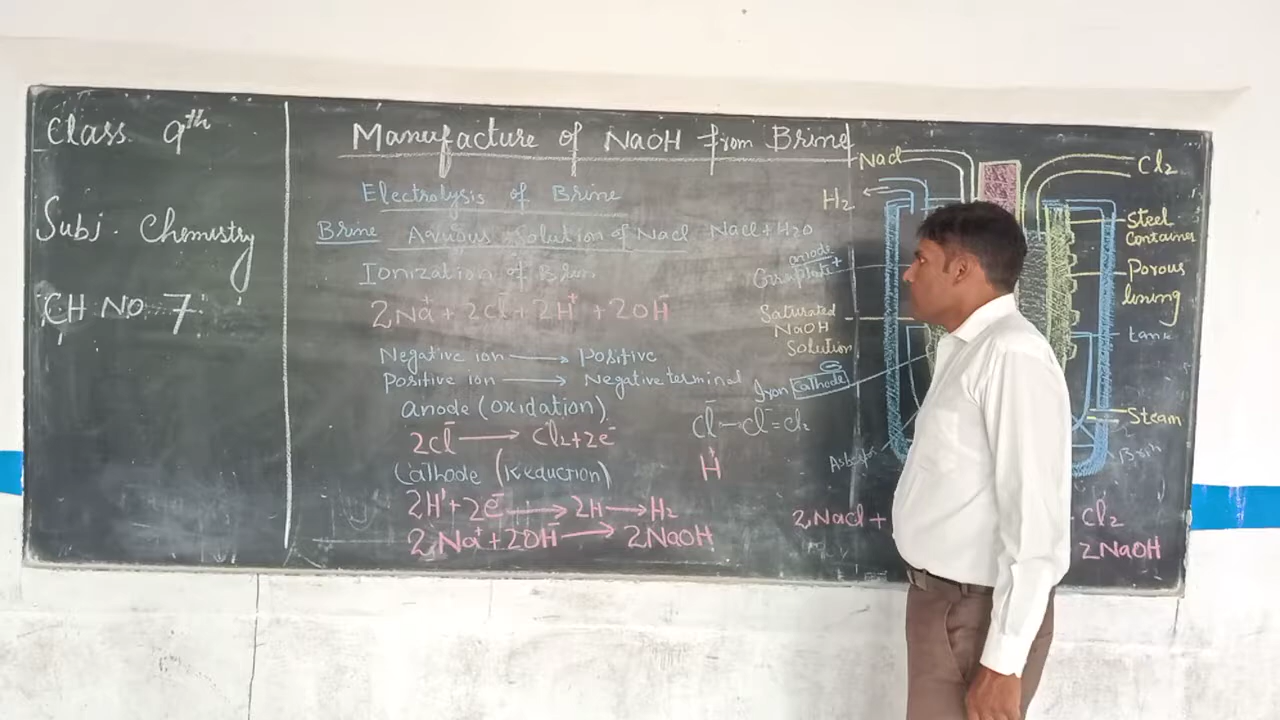 Class 9th
Subj. Chemistry
CH NO 7
Manufacture of NaOH from Brine
Electrolysis of Brine
Brine Aquous Solution of Nacl Nacl + H2O
Ionization of
2Na⁺ + 2Cl⁻ + 2H⁺ + 2OH⁻
Negative ion → Positive
Positive ion → Negative terminal
anode (oxidation)
2cl⁻ → Cl2 + 2e⁻
Cathode (Reduction)
2H⁺ + 2e⁻ → 2H → H2
2Na⁺ + 2OH⁻ → 2NaOH
Cl⁻ – Cl⁻ = Cl2
H⁺
Nacl
H2
anode
Graphite +
Saturated
NaOH
Solution
Iron Cathode
Cl2
Steel
Container
Porous
lining
tank
Steam
Brin
2Nacl +
Cl2
2NaOH